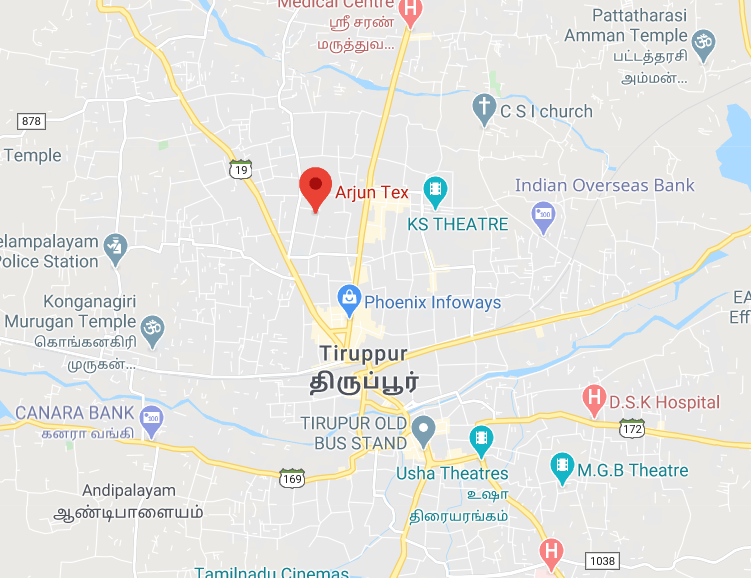 Medical Centre
ஸ்ரீ சரண்
மருத்துவ...
Pattatharasi
Amman Temple
பட்டத்தரசி
அம்மன்...
C S I church
878
Temple
19
Arjun Tex
Indian Overseas Bank
KS THEATRE
elampalayam
Police Station
Phoenix Infoways
Konganagiri
Murugan Temple
கொங்கனகிரி
முருகன்...
EA
Effl
Tiruppur
திருப்பூர்
CANARA BANK
கனரா வங்கி
D.S.K Hospital
TIRUPUR OLD
BUS STAND
172
Usha Theatres
உஷா
திரையரங்கம்
M.G.B Theatre
169
Andipalayam
ஆண்டிபாளையம்
1038
Tamilnadu Cinemas